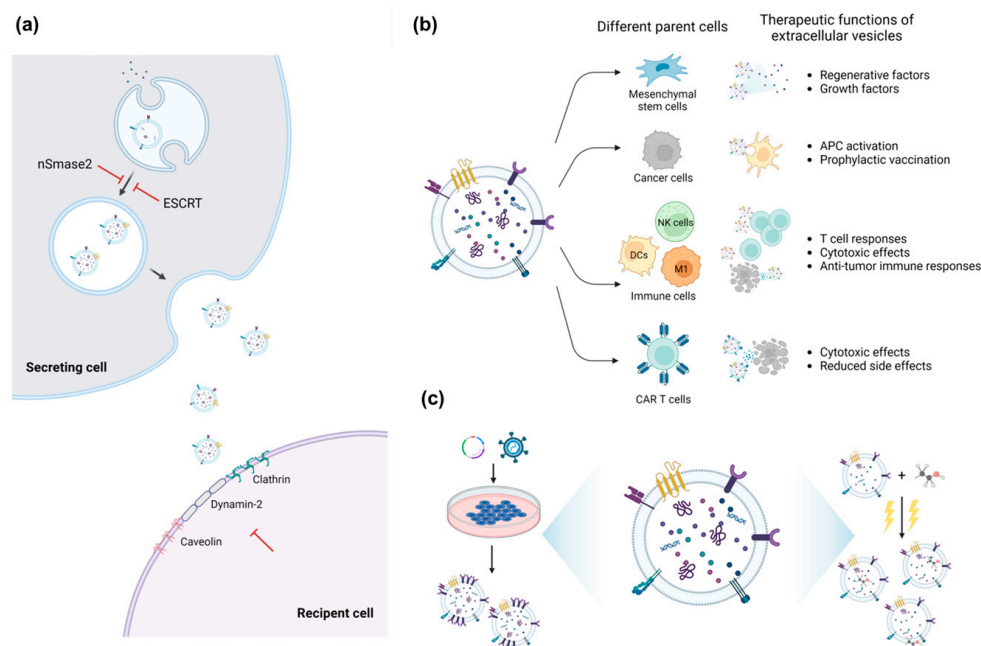 (a)
nSmase2
ESCRT
Secreting cell
Clathrin
Dynamin-2
Caveolin
Recipent cell
(b)
Different parent cells
Therapeutic functions of
extracellular vesicles
Mesenchymal
stem cells
• Regenerative factors
• Growth factors
Cancer cells
• APC activation
• Prophylactic vaccination
NK cells
DCs
M1
Immune cells
• T cell responses
• Cytotoxic effects
• Anti-tumor immune responses
CAR T cells
• Cytotoxic effects
• Reduced side effects
(c)
+